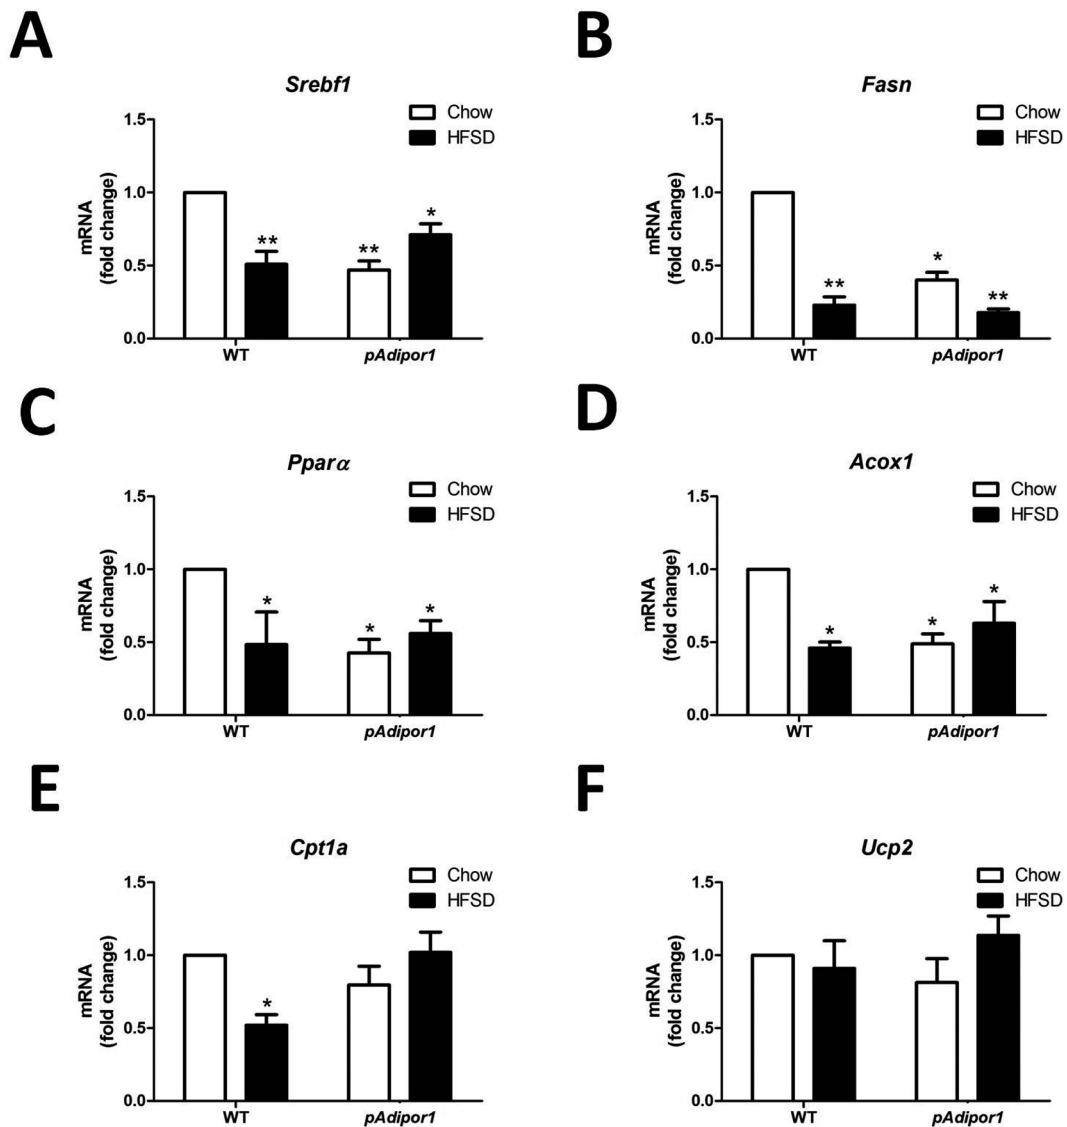 A
Srebf1
Chow
HFSD
mRNA
(fold change)
1.5
1.0
0.5
0.0
**
**
*
WT
pAdipor1
B
Fasn
Chow
HFSD
mRNA
(fold change)
1.5
1.0
0.5
0.0
**
*
**
WT
pAdipor1
C
Pparα
Chow
HFSD
mRNA
(fold change)
1.5
1.0
0.5
0.0
*
*
*
WT
pAdipor1
D
Acox1
Chow
HFSD
mRNA
(fold change)
1.5
1.0
0.5
0.0
*
*
*
WT
pAdipor1
E
Cpt1a
Chow
HFSD
mRNA
(fold change)
1.5
1.0
0.5
0.0
*
WT
pAdipor1
F
Ucp2
Chow
HFSD
mRNA
(fold change)
1.5
1.0
0.5
0.0
WT
pAdipor1